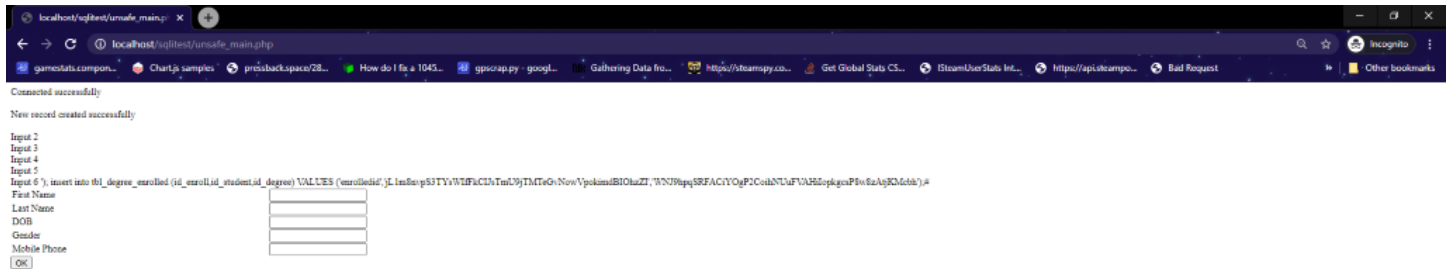 localhost/sqlitest/unsafe_main.p
localhost/sqlitest/unsafe_main.php
Incognito
gamestats.compon... Chart.js samples pressback.space/28... How do I fix a 1045... gpscrap.py - googl... Gathering Data fro... https://steamspy.co... Get Global Stats CS... ISteamUserStats Int... https://api.steampo... Bad Request » Other bookmarks
Connected successfully
New record created successfully
Input 2
Input 3
Input 4
Input 5
Input 6 '); insert into tbl_degree_enrolled (id_enroll,id_student,id_degree) VALUES ('enrolledid','
First Name
Last Name
DOB
Gender
Mobile Phone
OK